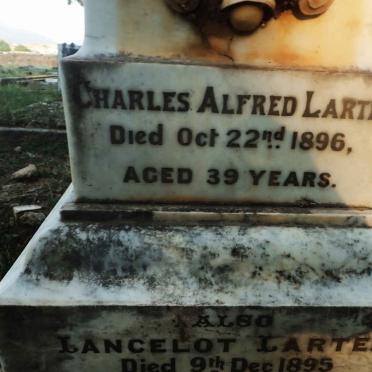 CHARLES ALFRED LARTE
Died Oct 22nd 1896,
AGED 39 YEARS.
ALSO
LANCELOT LARTE
Died 9th Dec 1895